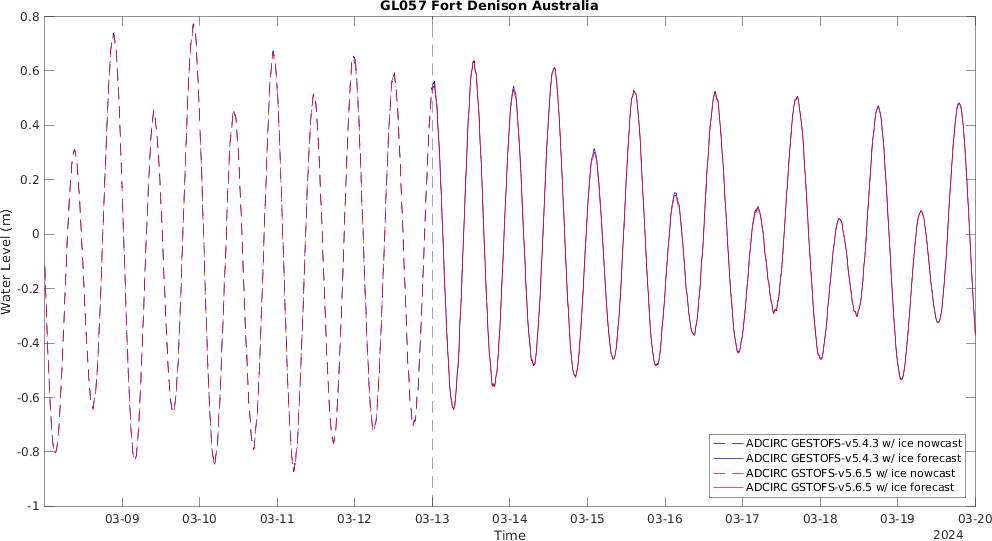 GL057 Fort Denison Australia
Water Level (m)
0.8
0.6
0.4
0.2
0
-0.2
-0.4
-0.6
-0.8
-1
ADCIRC GESTOFS-v5.4.3 w/ ice nowcast
ADCIRC GESTOFS-v5.4.3 w/ ice forecast
ADCIRC GSTOFS-v5.6.5 w/ ice nowcast
ADCIRC GSTOFS-v5.6.5 w/ ice forecast
03-09 03-10 03-11 03-12 03-13 03-14 03-15 03-16 03-17 03-18 03-19 03-20
Time
2024